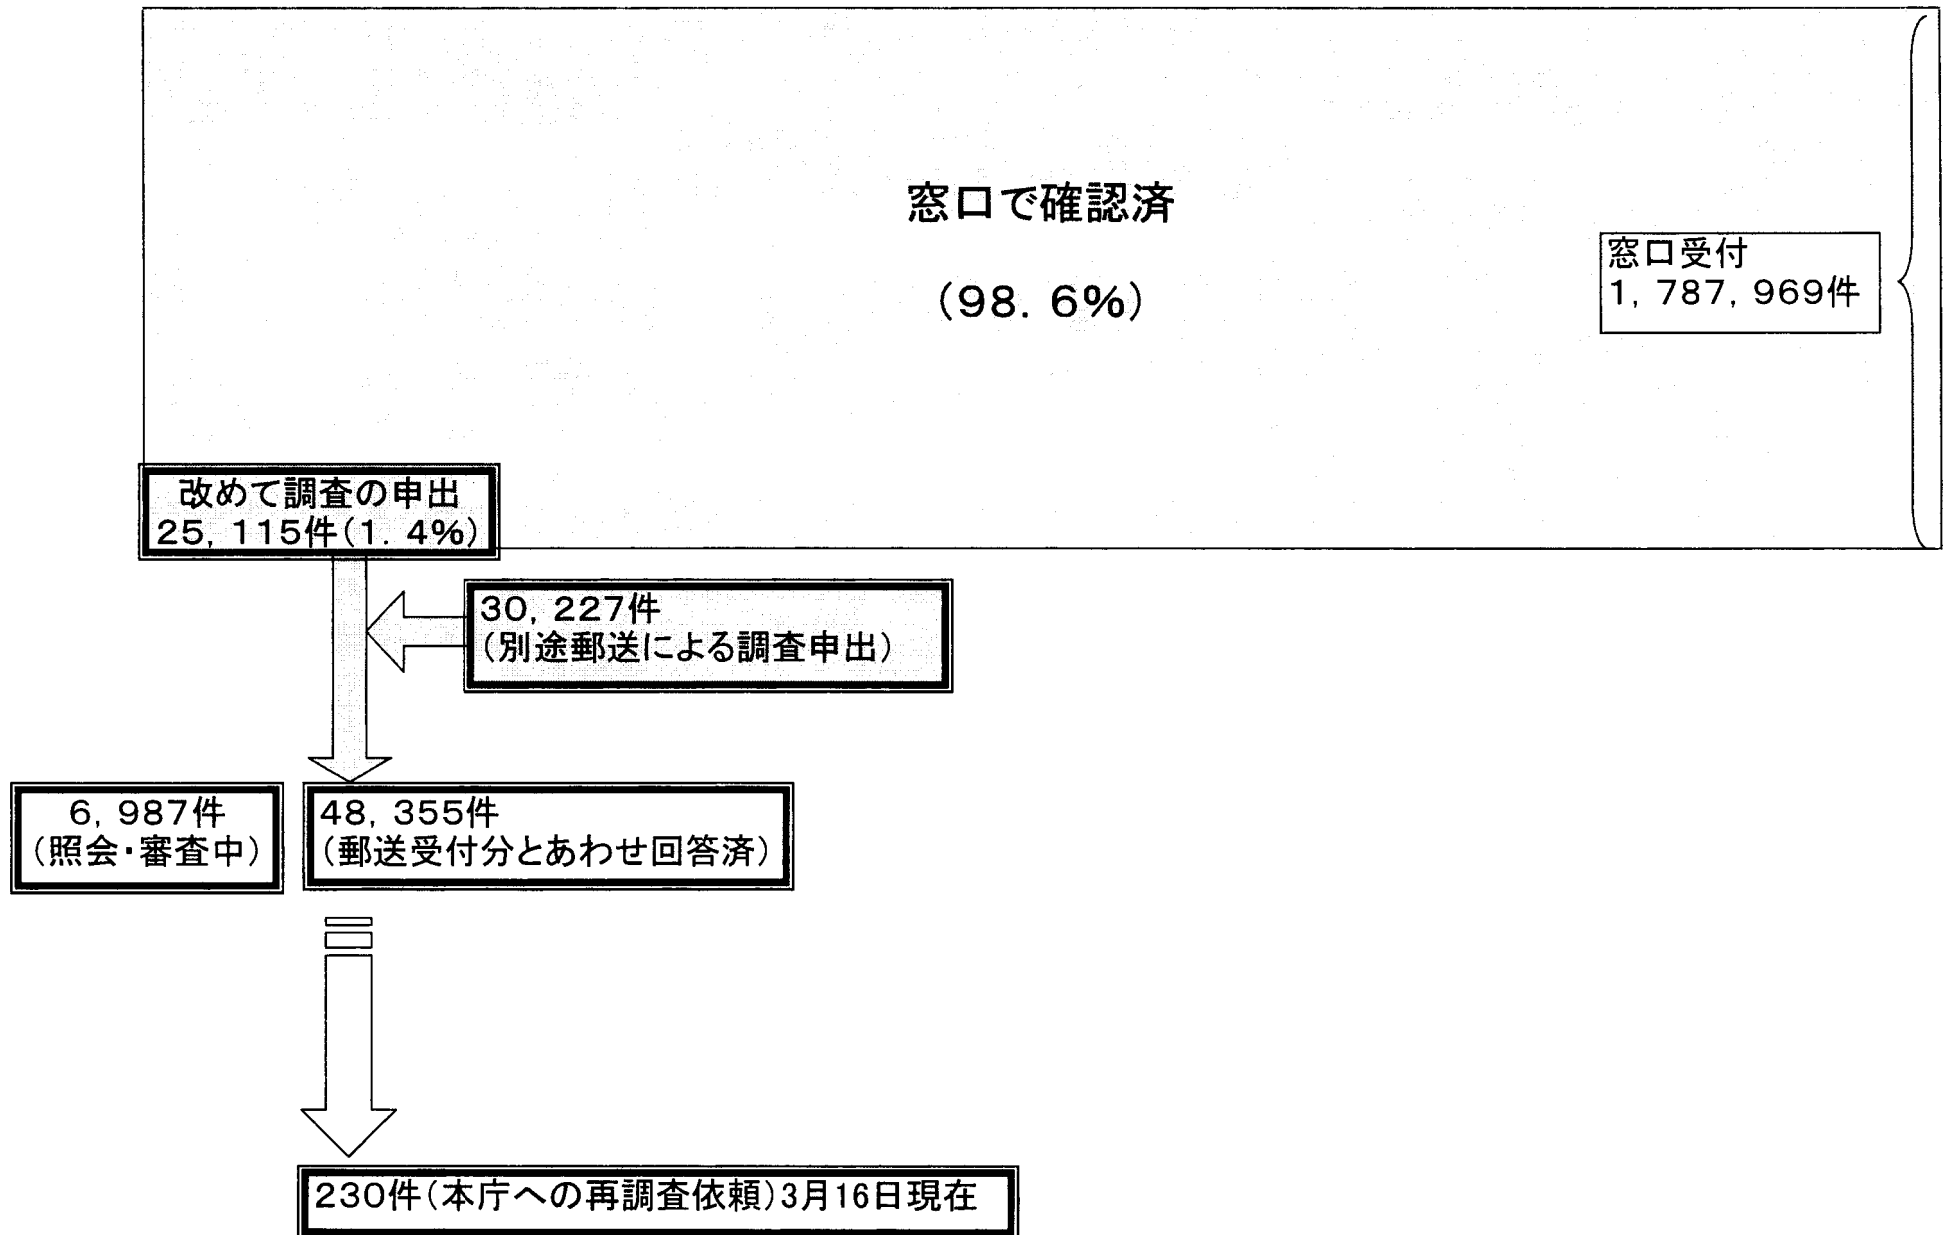 窓口で確認済
(98. 6%)
窓口受付
1, 787, 969件
改めて調査の申出
25, 115件(1. 4%)
30, 227件
(別途郵送による調査申出)
6, 987件
(照会・審査中)
48, 355件
(郵送受付分とあわせ回答済)
230件(本庁への再調査依頼)3月16日現在